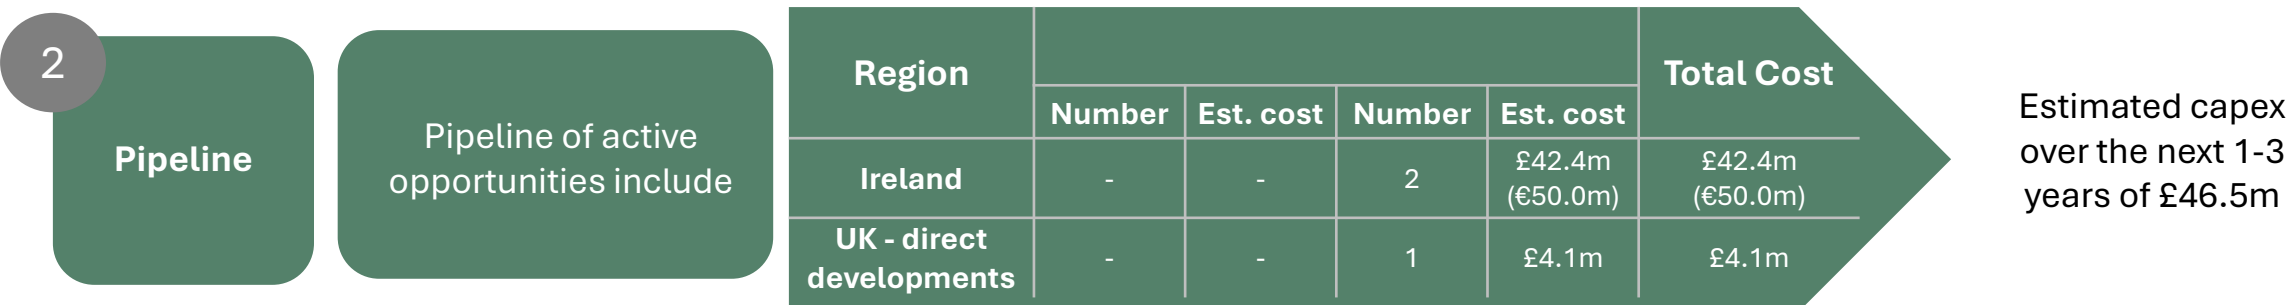 2
Pipeline
Pipeline of active
opportunities include
Region
Total Cost
Number
Est. cost
Number
Est. cost
Ireland
-
-
2
£42.4m
(€50.0m)
£42.4m
(€50.0m)
UK - direct
developments
-
-
1
£4.1m
£4.1m
Estimated capex
over the next 1-3
years of £46.5m